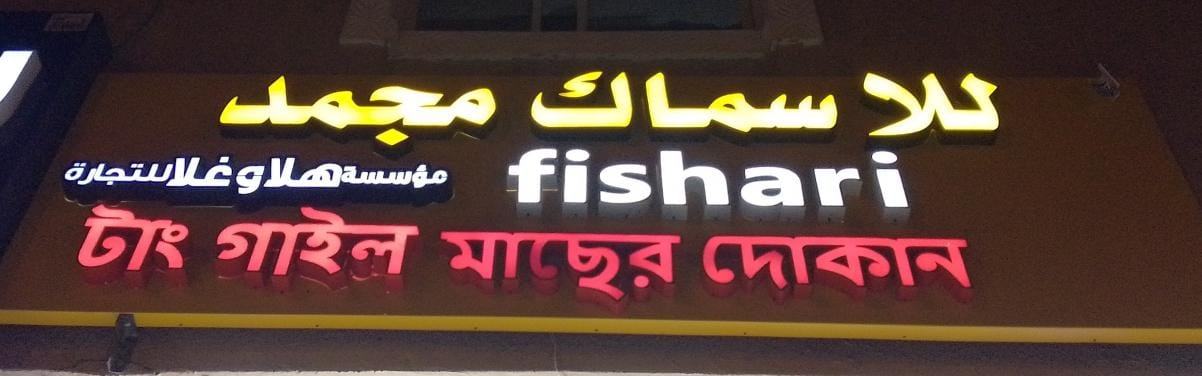 للا سماك مجمد
fishari
مؤسسة هلا وغلا للتجارة
টাং গাইল মাছের দোকান